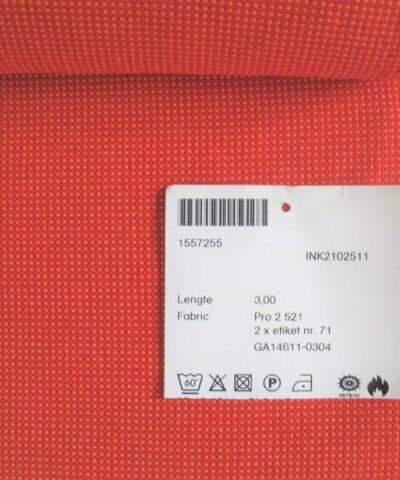 1557255
INK2102511
Lengte 3,00
Fabric Pro 2 521
2 x etiket nr. 71
GA14611-0304
60°
P